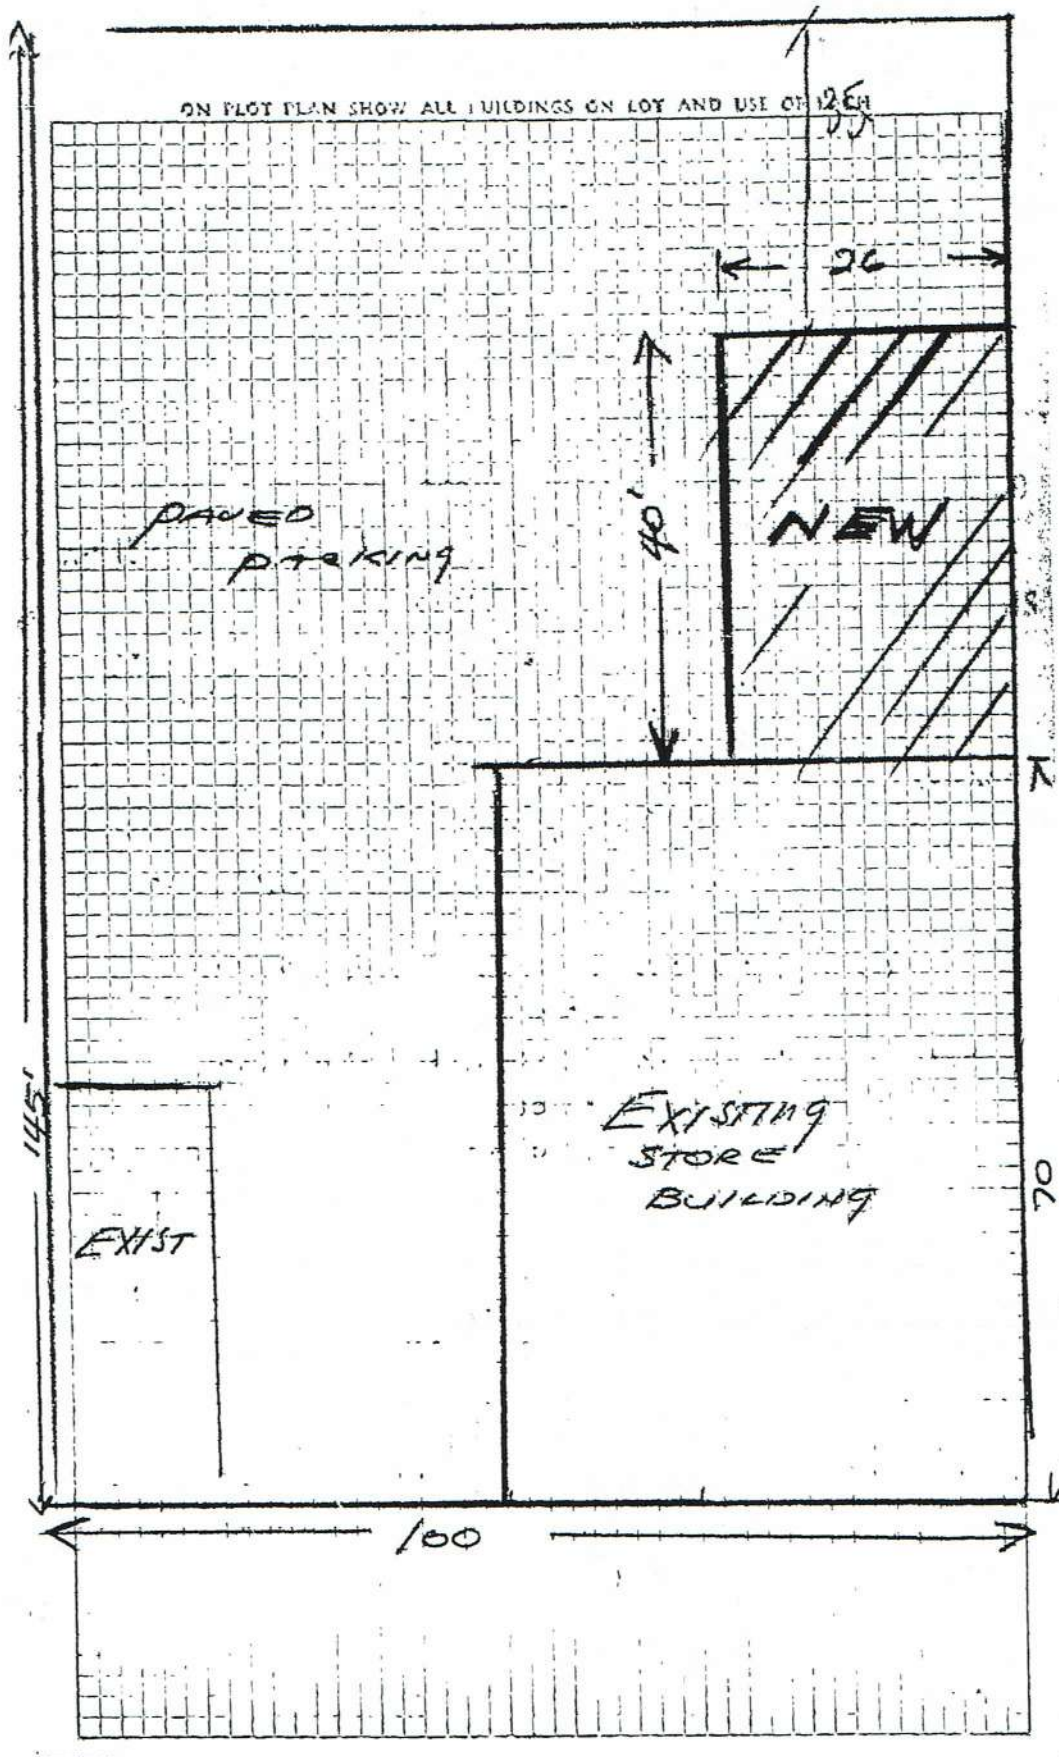 ON PLOT PLAN SHOW ALL BUILDINGS ON LOT AND USE OF EACH
35
26
40'
NEW
PAVED
PARKING
145'
EXISTING
STORE
BUILDING
70
EXIST
100